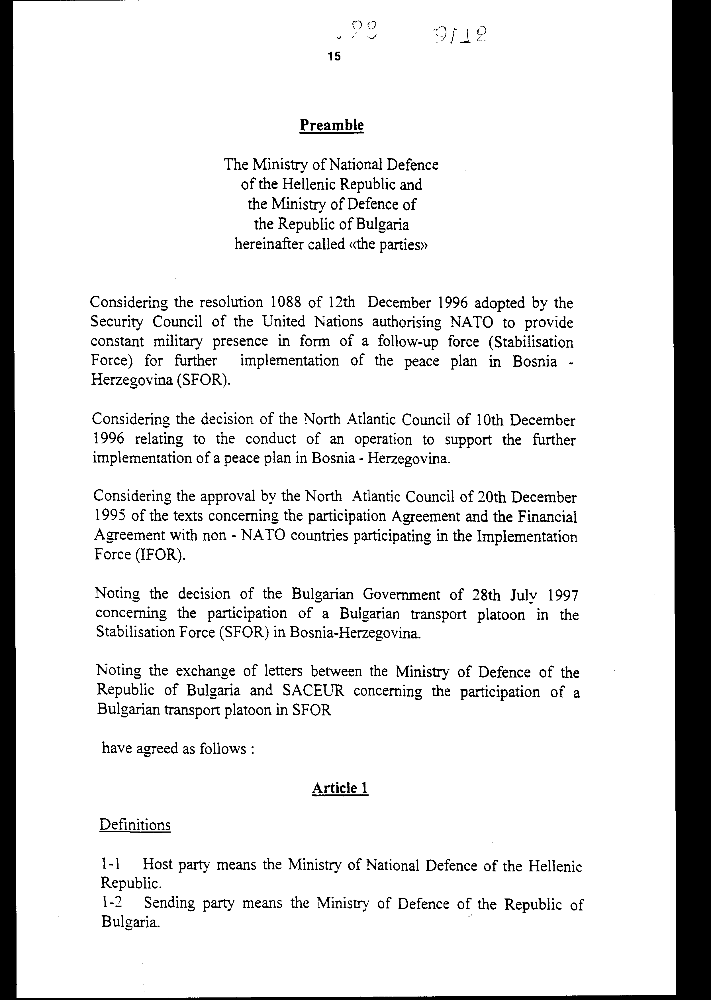 15
Preamble
The Ministry of National Defence
of the Hellenic Republic and
the Ministry of Defence of
the Republic of Bulgaria
hereinafter called «the parties»
Considering the resolution 1088 of 12th December 1996 adopted by the
Security Council of the United Nations authorising NATO to provide
constant military presence in form of a follow-up force (Stabilisation
Force) for further implementation of the peace plan in Bosnia -
Herzegovina (SFOR).
Considering the decision of the North Atlantic Council of 10th December
1996 relating to the conduct of an operation to support the further
implementation of a peace plan in Bosnia - Herzegovina.
Considering the approval by the North Atlantic Council of 20th December
1995 of the texts concerning the participation Agreement and the Financial
Agreement with non - NATO countries participating in the Implementation
Force (IFOR).
Noting the decision of the Bulgarian Government of 28th July 1997
concerning the participation of a Bulgarian transport platoon in the
Stabilisation Force (SFOR) in Bosnia-Herzegovina.
Noting the exchange of letters between the Ministry of Defence of the
Republic of Bulgaria and SACEUR concerning the participation of a
Bulgarian transport platoon in SFOR
have agreed as follows :
Article 1
Definitions
1-1 Host party means the Ministry of National Defence of the Hellenic
Republic.
1-2 Sending party means the Ministry of Defence of the Republic of
Bulgaria.